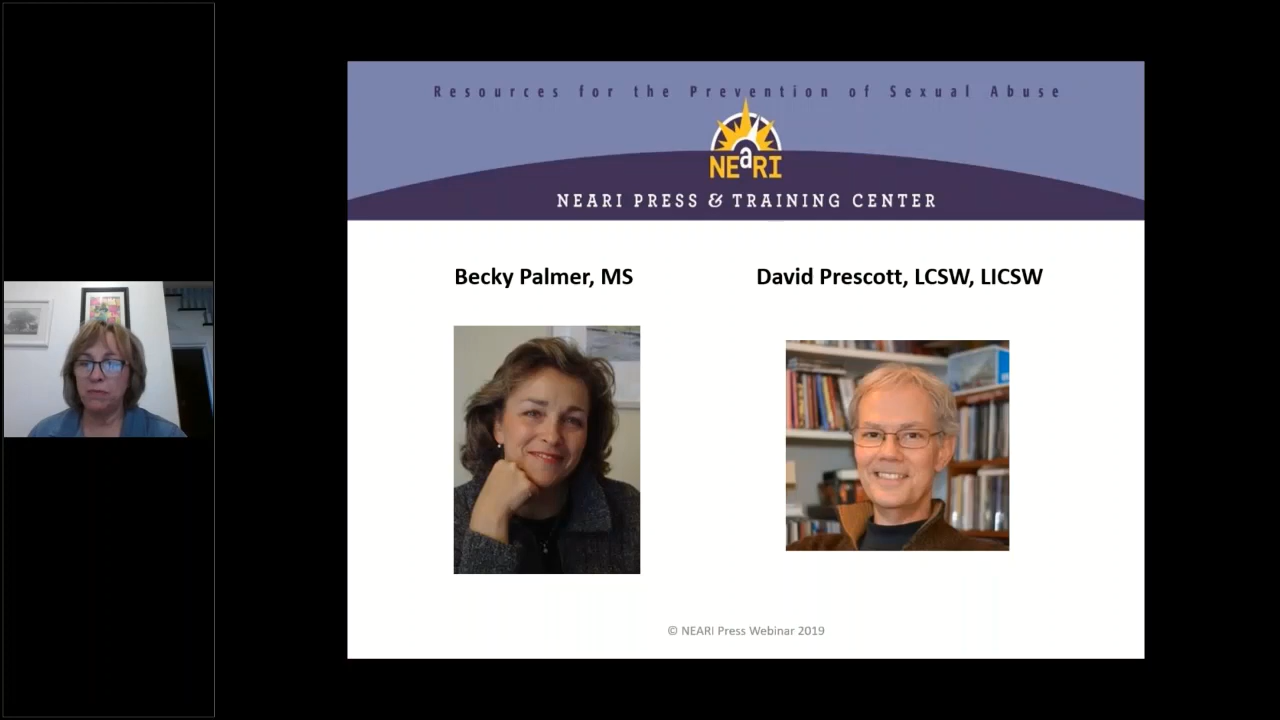 Resources for the Prevention of Sexual Abuse
NEaRI
NEARI PRESS & TRAINING CENTER
Becky Palmer, MS
David Prescott, LCSW, LICSW
© NEARI Press Webinar 2019